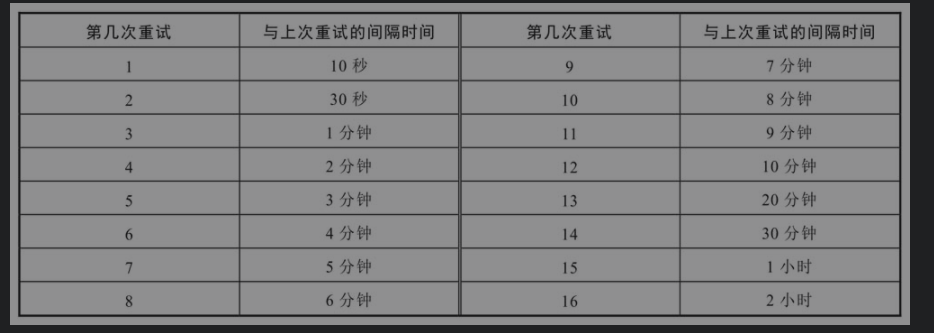 第几次重试 与上次重试的间隔时间 第几次重试 与上次重试的间隔时间
1 10 秒 9 7 分钟
2 30 秒 10 8 分钟
3 1 分钟 11 9 分钟
4 2 分钟 12 10 分钟
5 3 分钟 13 20 分钟
6 4 分钟 14 30 分钟
7 5 分钟 15 1 小时
8 6 分钟 16 2 小时